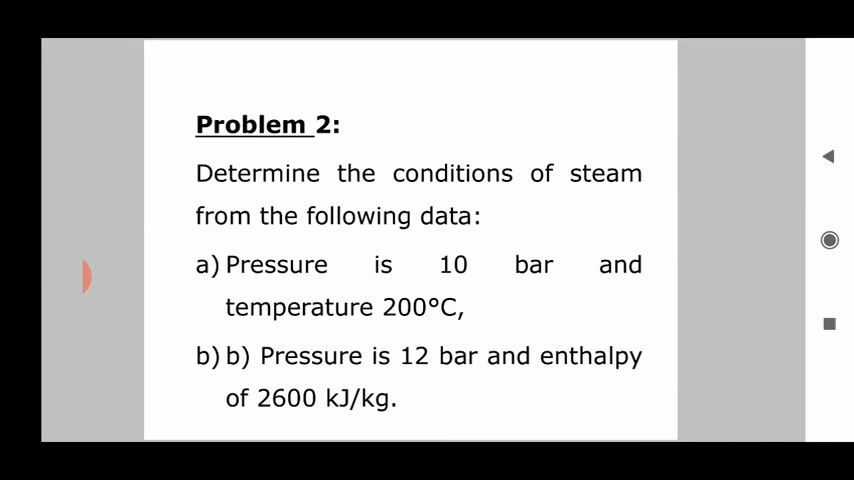 Problem 2:
Determine the conditions of steam
from the following data:
a) Pressure is 10 bar and
temperature 200°C,
b) b) Pressure is 12 bar and enthalpy
of 2600 kJ/kg.